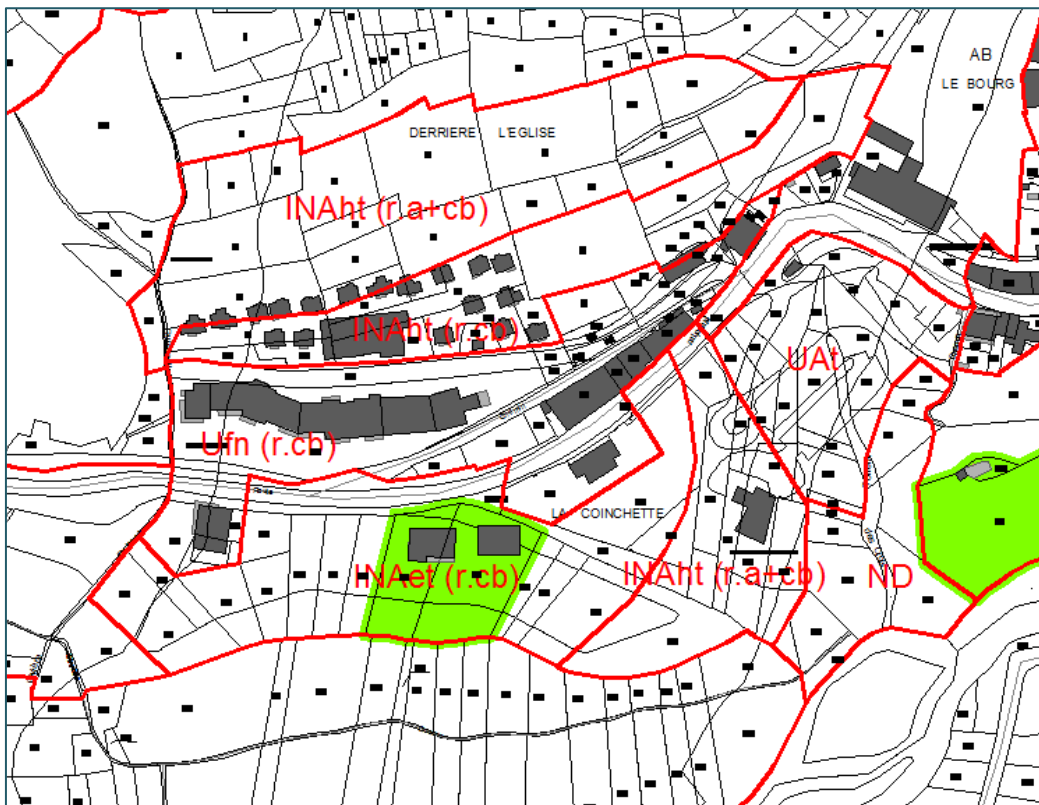 AB
LE BOURG
DERRIERE L'EGLISE
INAht (r.a+cb)
INAht (r.cb)
UAt
Ufn (r.cb)
LA COINCHETTE
INAet (r.cb)
INAht (r.a+cb)
ND